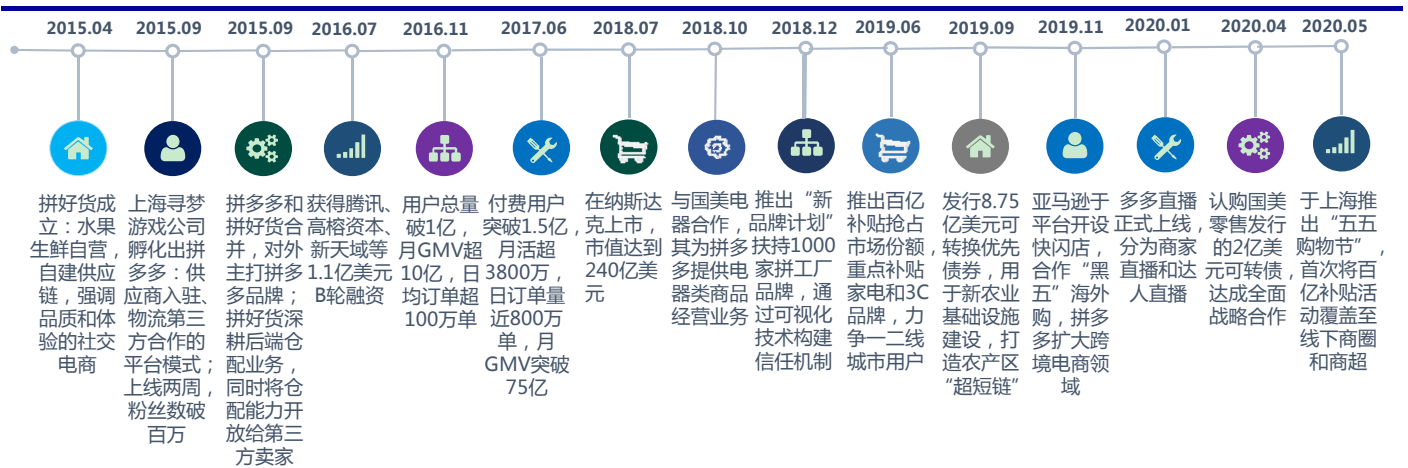 2015.04
拼好货成
立：水果
生鲜自营，
自建供应
链，强调
品质和体
验的社交
电商
2015.09
上海寻梦
游戏公司
孵化出拼
多多：供
应商入驻、
物流第三
方合作的
平台模式；
上线两周，
粉丝数破
百万
2015.09
拼多多和
拼好货合
并，对外
主打拼多
多品牌；
拼好货深
耕后端仓
配业务，
同时将仓
配能力开
放给第三
方卖家
2016.07
获得腾讯、
高榕资本、
新天域等
1.1亿美元
B轮融资
2016.11
用户总量
破1亿，
月GMV超
10亿，日
均订单超
100万单
2017.06
付费用户
突破1.5亿，
月活超
3800万，
日订单量
近800万
单，月
GMV突破
75亿
2018.07
在纳斯达
克上市，
市值达到
240亿美
元
2018.10
与国美电
器合作，
其为拼多
多提供电
器类商品
经营业务
2018.12
推出“新
品牌计划”
扶持1000
家拼工厂
品牌，通
过可视化
技术构建
信任机制
2019.06
推出百亿
补贴抢占
市场份额，
重点补贴
家电和3C
品牌，力
争一二线
城市用户
2019.09
发行8.75
亿美元可
转换优先
债券，用
于新农业
基础设施
建设，打
造农产区
“超短链”
2019.11
亚马逊于
平台开设
快闪店，
合作“黑
五”海外
购，拼多
多扩大跨
境电商领
域
2020.01
多多直播
正式上线，
分为商家
直播和达
人直播
2020.04
认购国美
零售发行
的2亿美
元可转债，
达成全面
战略合作
2020.05
于上海推
出“五五
购物节”，
首次将百
亿补贴活
动覆盖至
线下商圈
和商超